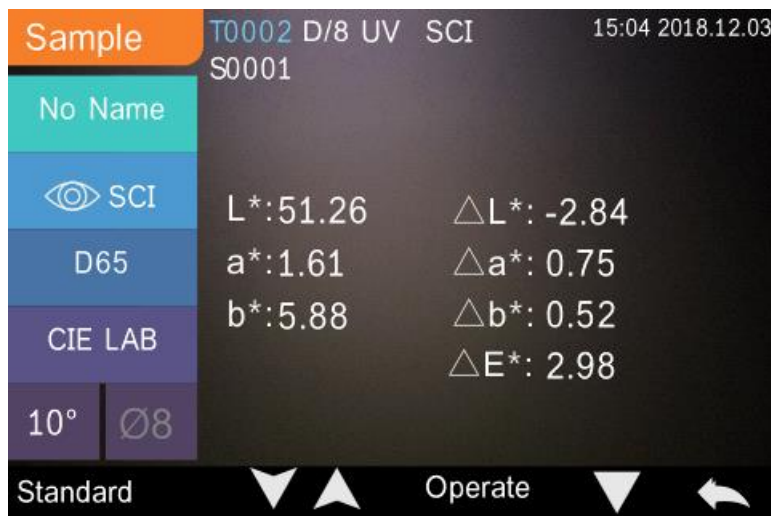 Sample
T0002 D/8 UV SCI
15:04 2018.12.03
S0001
No Name
SCI
D65
CIE LAB
10°
Ø8
L*:51.26
a*:1.61
b*:5.88
△L*: -2.84
△a*: 0.75
△b*: 0.52
△E*: 2.98
Standard
Operate